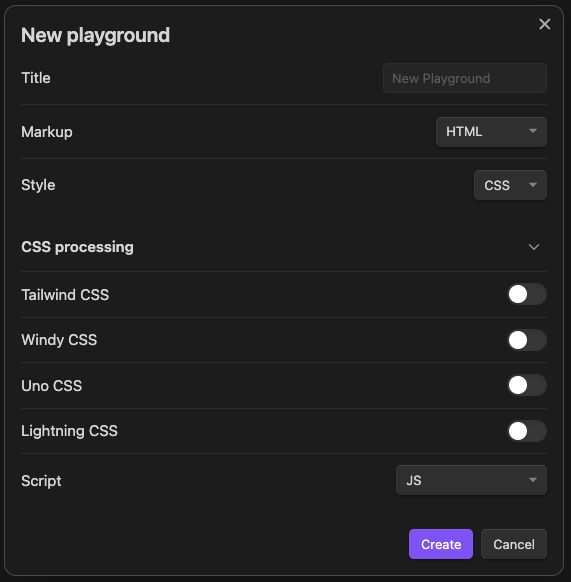 New playground
Title
New Playground
Markup
HTML
Style
CSS
CSS processing
Tailwind CSS
Windy CSS
Uno CSS
Lightning CSS
Script
JS
Create
Cancel